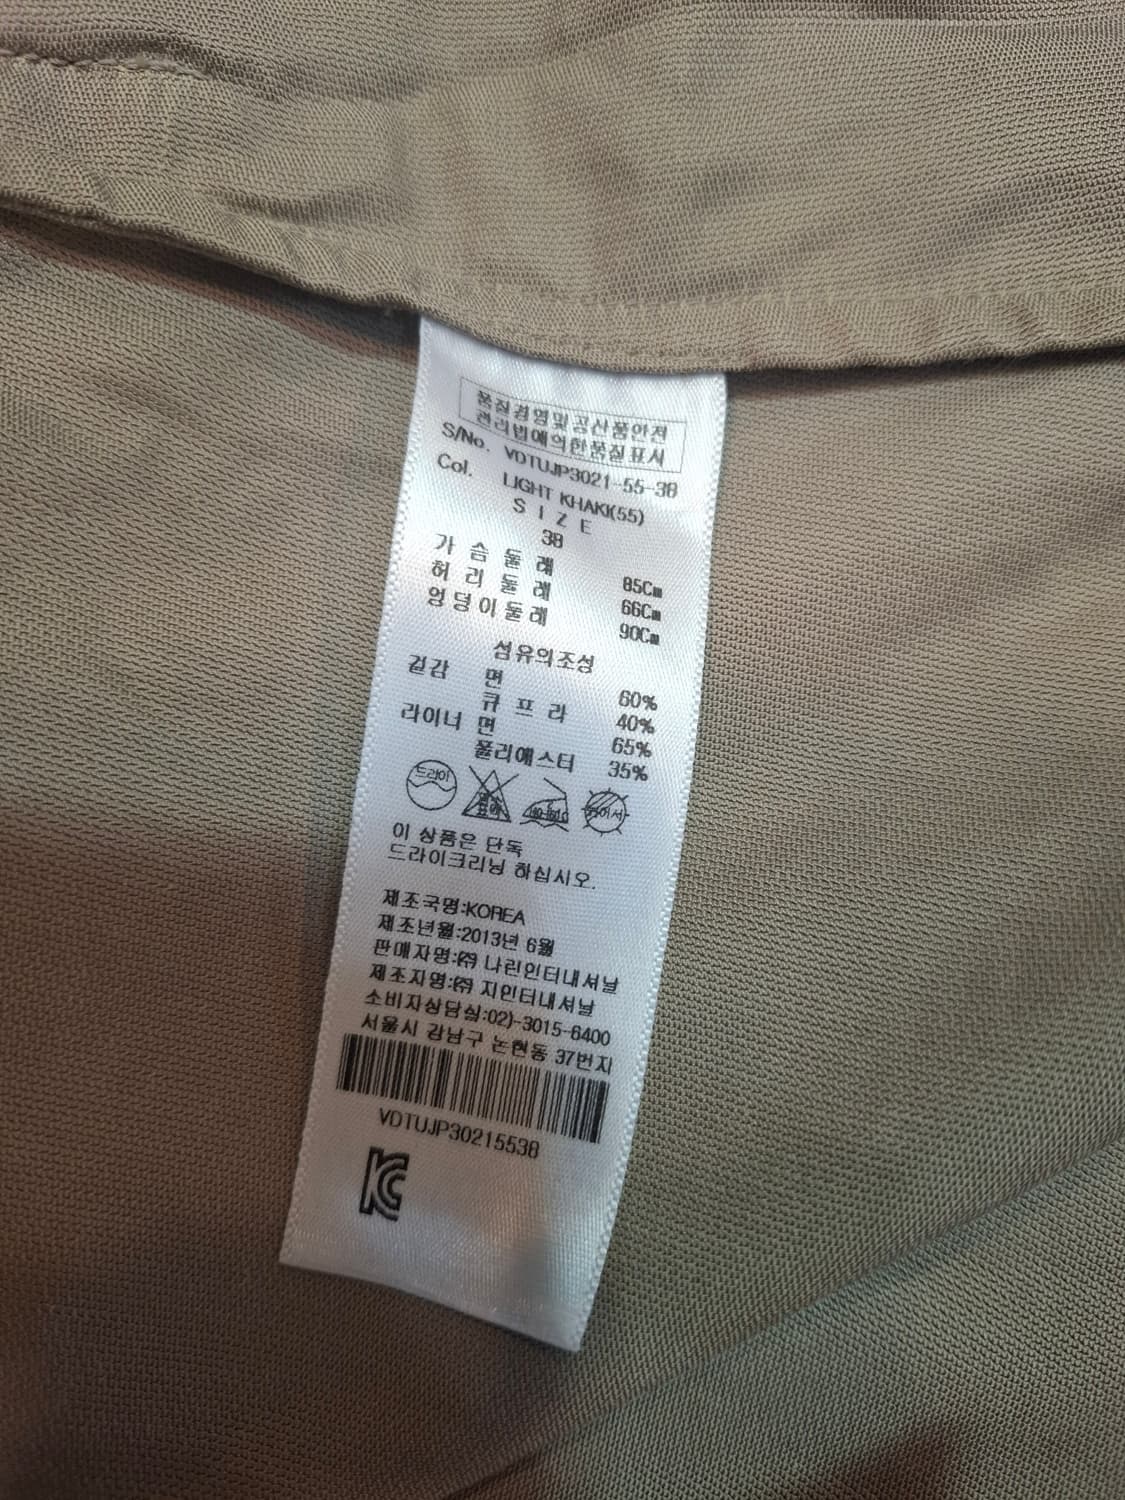 품질경영및공산품안전
관리법에의한품질표시
S/No. VDTUJP3021-55-38
Col. LIGHT KHAKI(55)
S I Z E
38
가 슴 둘 레 85Cm
허 리 둘 레 66Cm
엉덩이둘레 90Cm
섬유의조성
겉감 면 60%
큐 프 라 40%
라이너 면 65%
폴리에스터 35%
드라이
이 상품은 단독
드라이크리닝 하십시오.
제조국명:KOREA
제조년월:2013년 6월
판매자명:㈜ 나린인터내셔날
제조자명:㈜ 지인터내셔날
소비자상담실:02)-3015-6400
서울시 강남구 논현동 37번지
VDTUJP30215538
KC